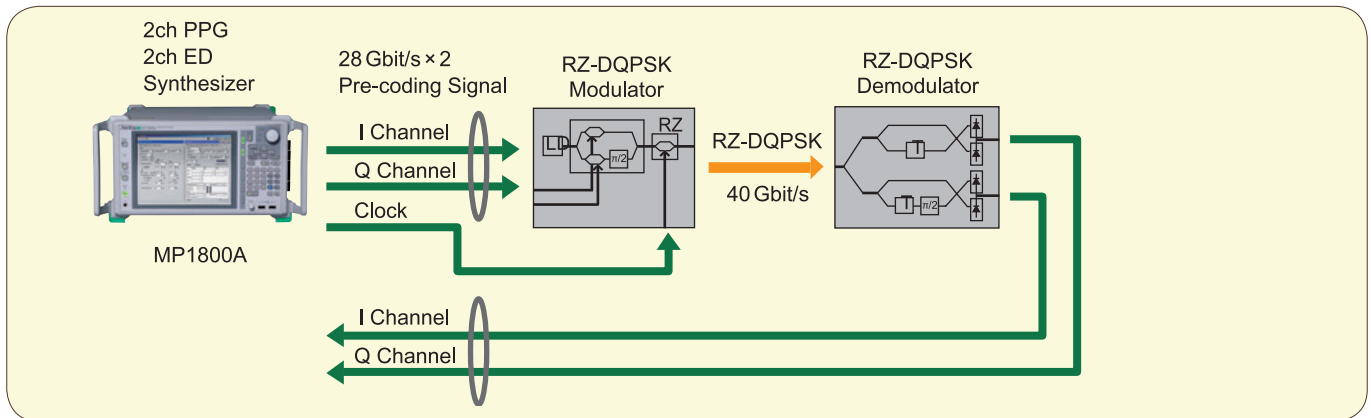 2ch PPG
2ch ED
Synthesizer
MP1800A
28 Gbit/s × 2
Pre-coding Signal
I Channel
Q Channel
Clock
RZ-DQPSK
Modulator
LD
π/2
RZ
RZ-DQPSK
40 Gbit/s
RZ-DQPSK
Demodulator
T
T
π/2
I Channel
Q Channel